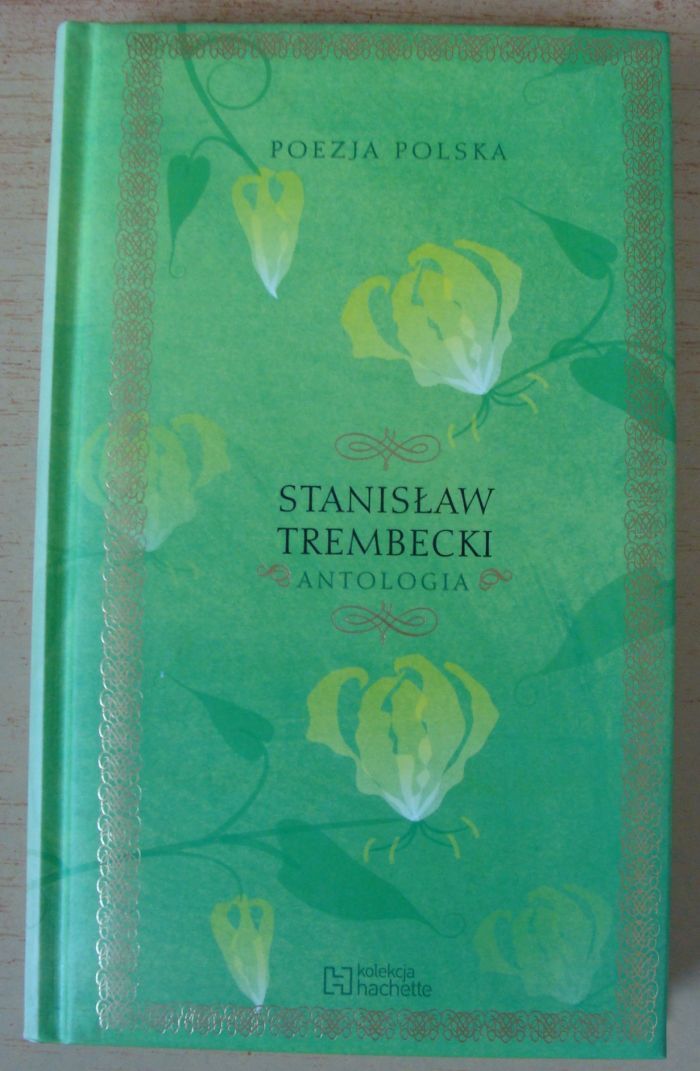 POEZJA POLSKA
STANISŁAW
TREMBECKI
ANTOLOGIA
kolekcja
hachette